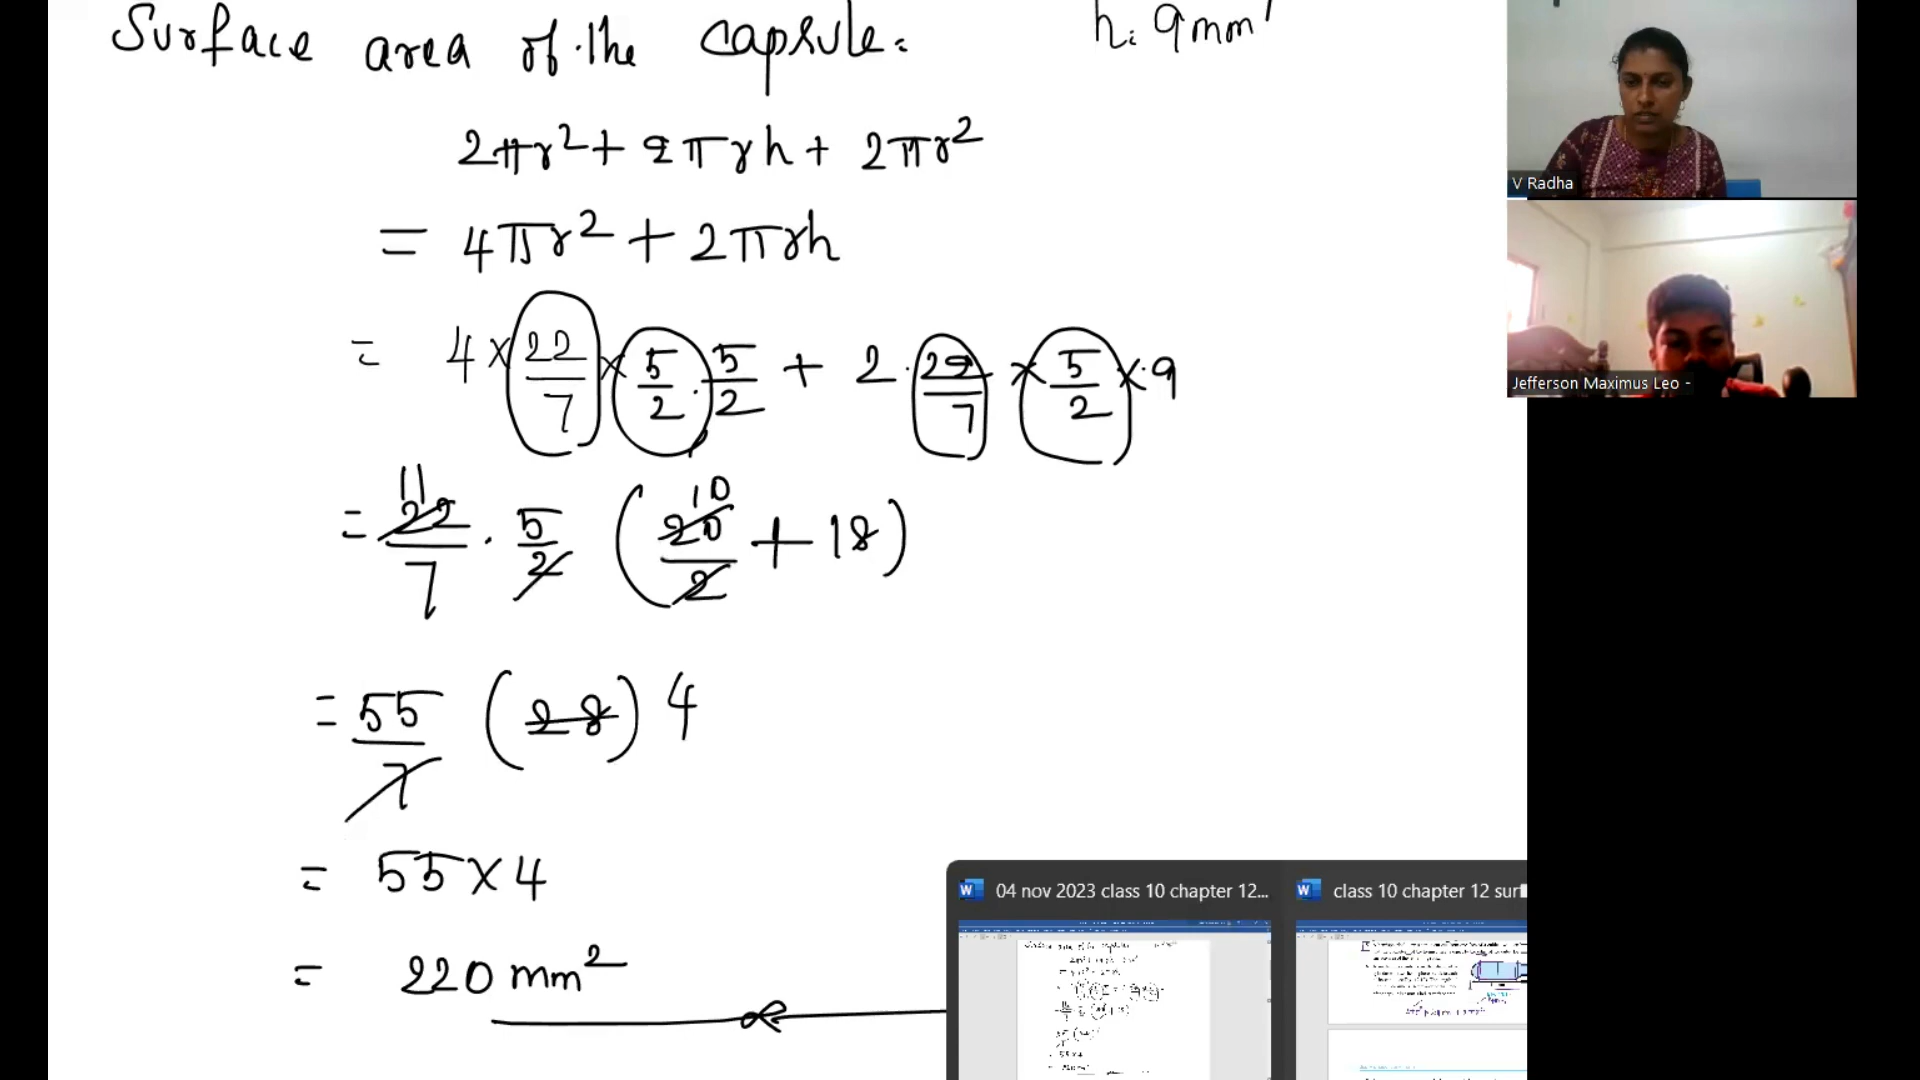 Surface area of the capsule =
h = 9mm
2πr² + 2πrh + 2πr²
= 4πr² + 2πrh
= 4 × 22/7 × 5/2 · 5/2 + 2 · 22/7 × 5/2 × 9
11 10
= 22/7 · 5/2 (20/2 + 18)
= 55/7 (28) 4
= 55 × 4
= 220 mm²
V Radha
Jefferson Maximus Leo -
04 nov 2023 class 10 chapter 12...
class 10 chapter 12 sur